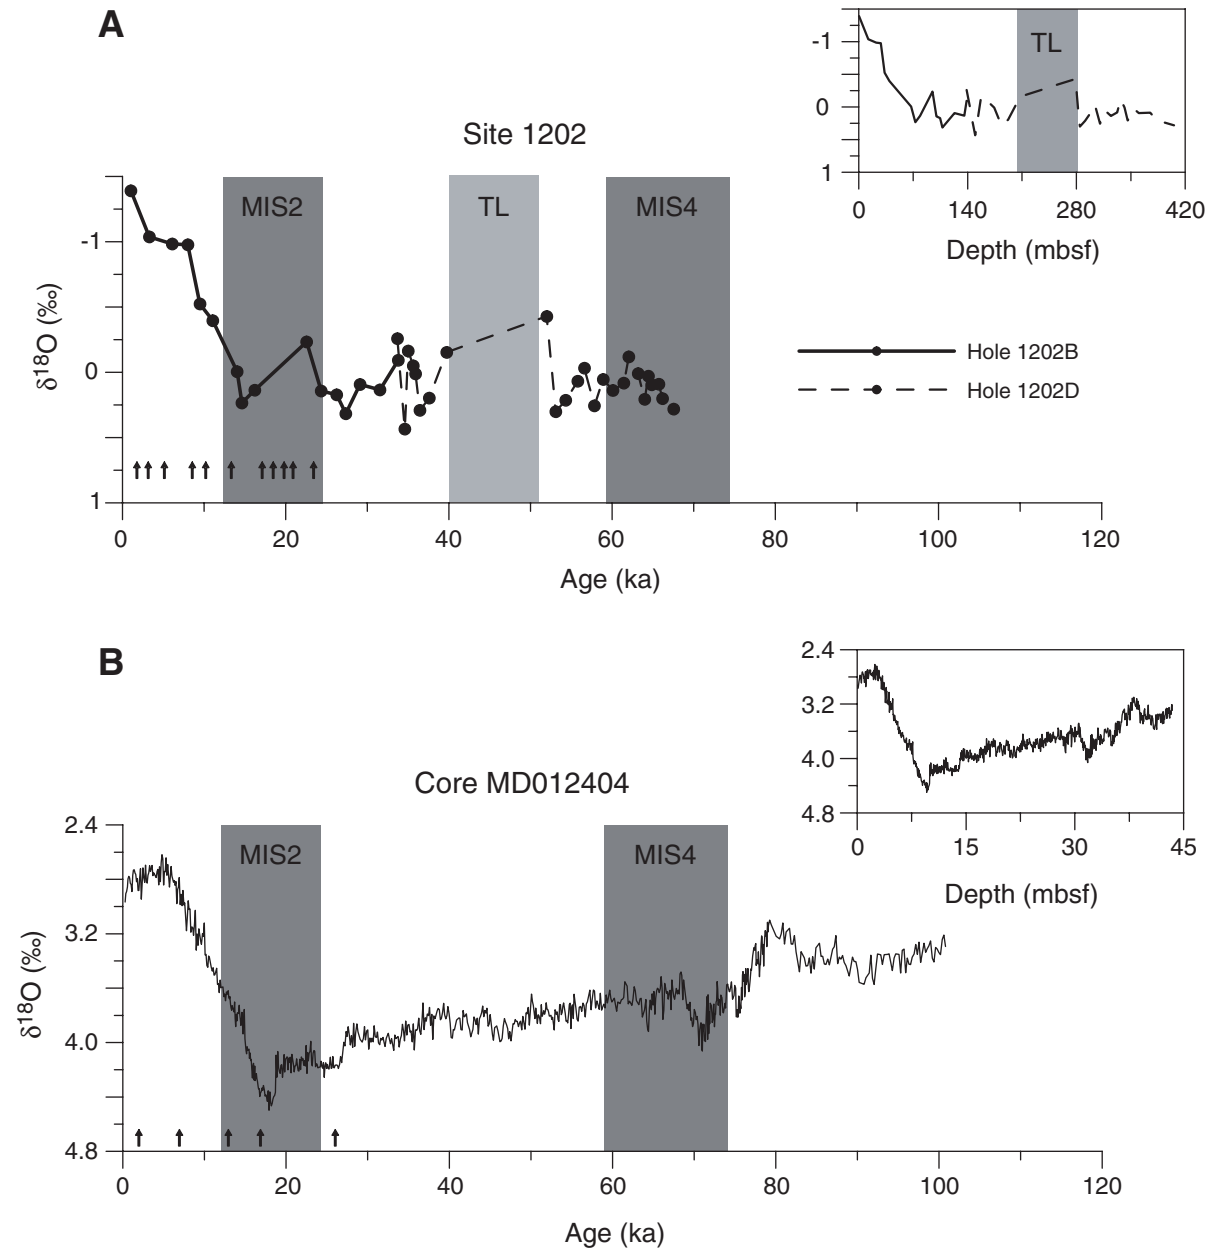 A
Site 1202
-1
0
1
TL
0
140
280
420
Depth (mbsf)
MIS2
TL
MIS4
-1
0
1
δ18O (‰)
Hole 1202B
Hole 1202D
0
20
40
60
80
100
120
Age (ka)
B
Core MD012404
2.4
3.2
4.0
4.8
0
15
30
45
Depth (mbsf)
MIS2
MIS4
2.4
3.2
4.0
4.8
δ18O (‰)
0
20
40
60
80
100
120
Age (ka)